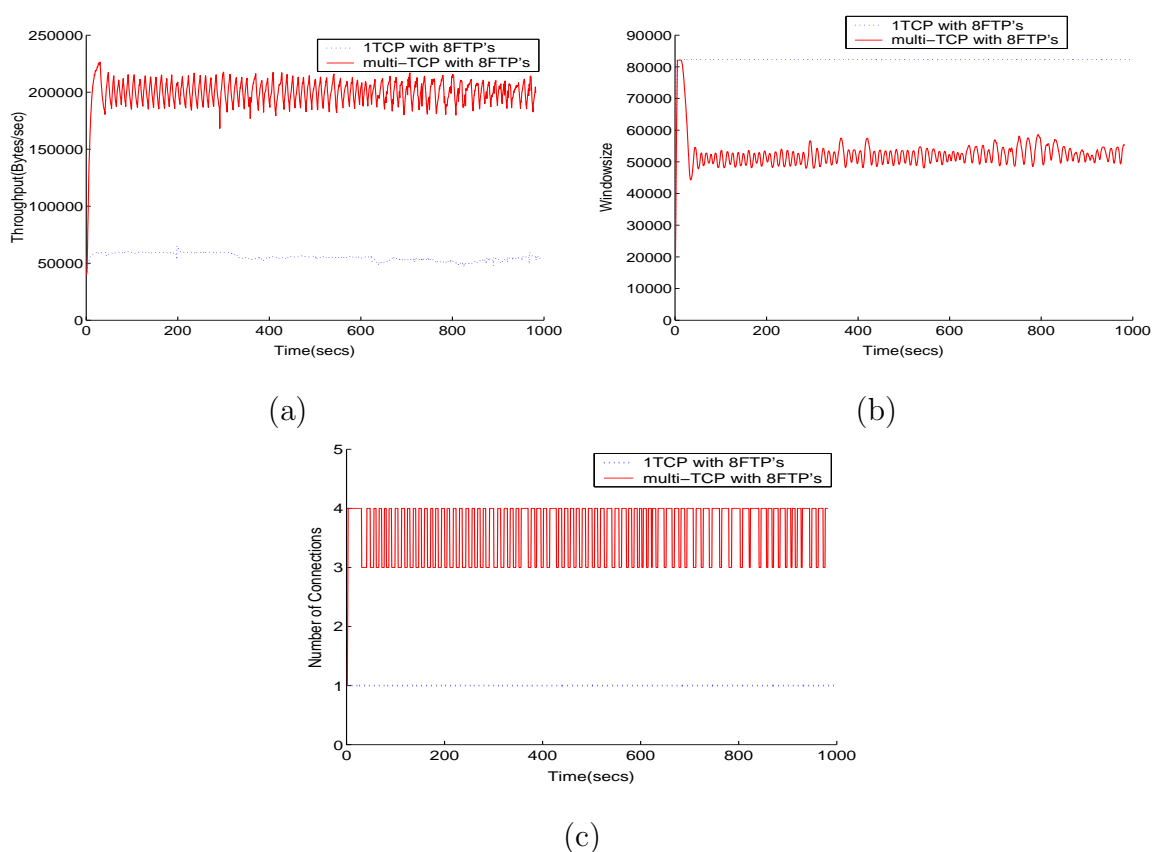 250000
200000
150000
100000
50000
0
Throughput(Bytes/sec)
0 200 400 600 800 1000
Time(secs)
1TCP with 8FTP's
multi−TCP with 8FTP's
(a)
90000
80000
70000
60000
50000
40000
30000
20000
10000
0
Windowsize
0 200 400 600 800 1000
Time(secs)
1TCP with 8FTP's
multi−TCP with 8FTP's
(b)
5
4
3
2
1
0
Number of Connections
0 200 400 600 800 1000
Time(secs)
1TCP with 8FTP's
multi−TCP with 8FTP's
(c)